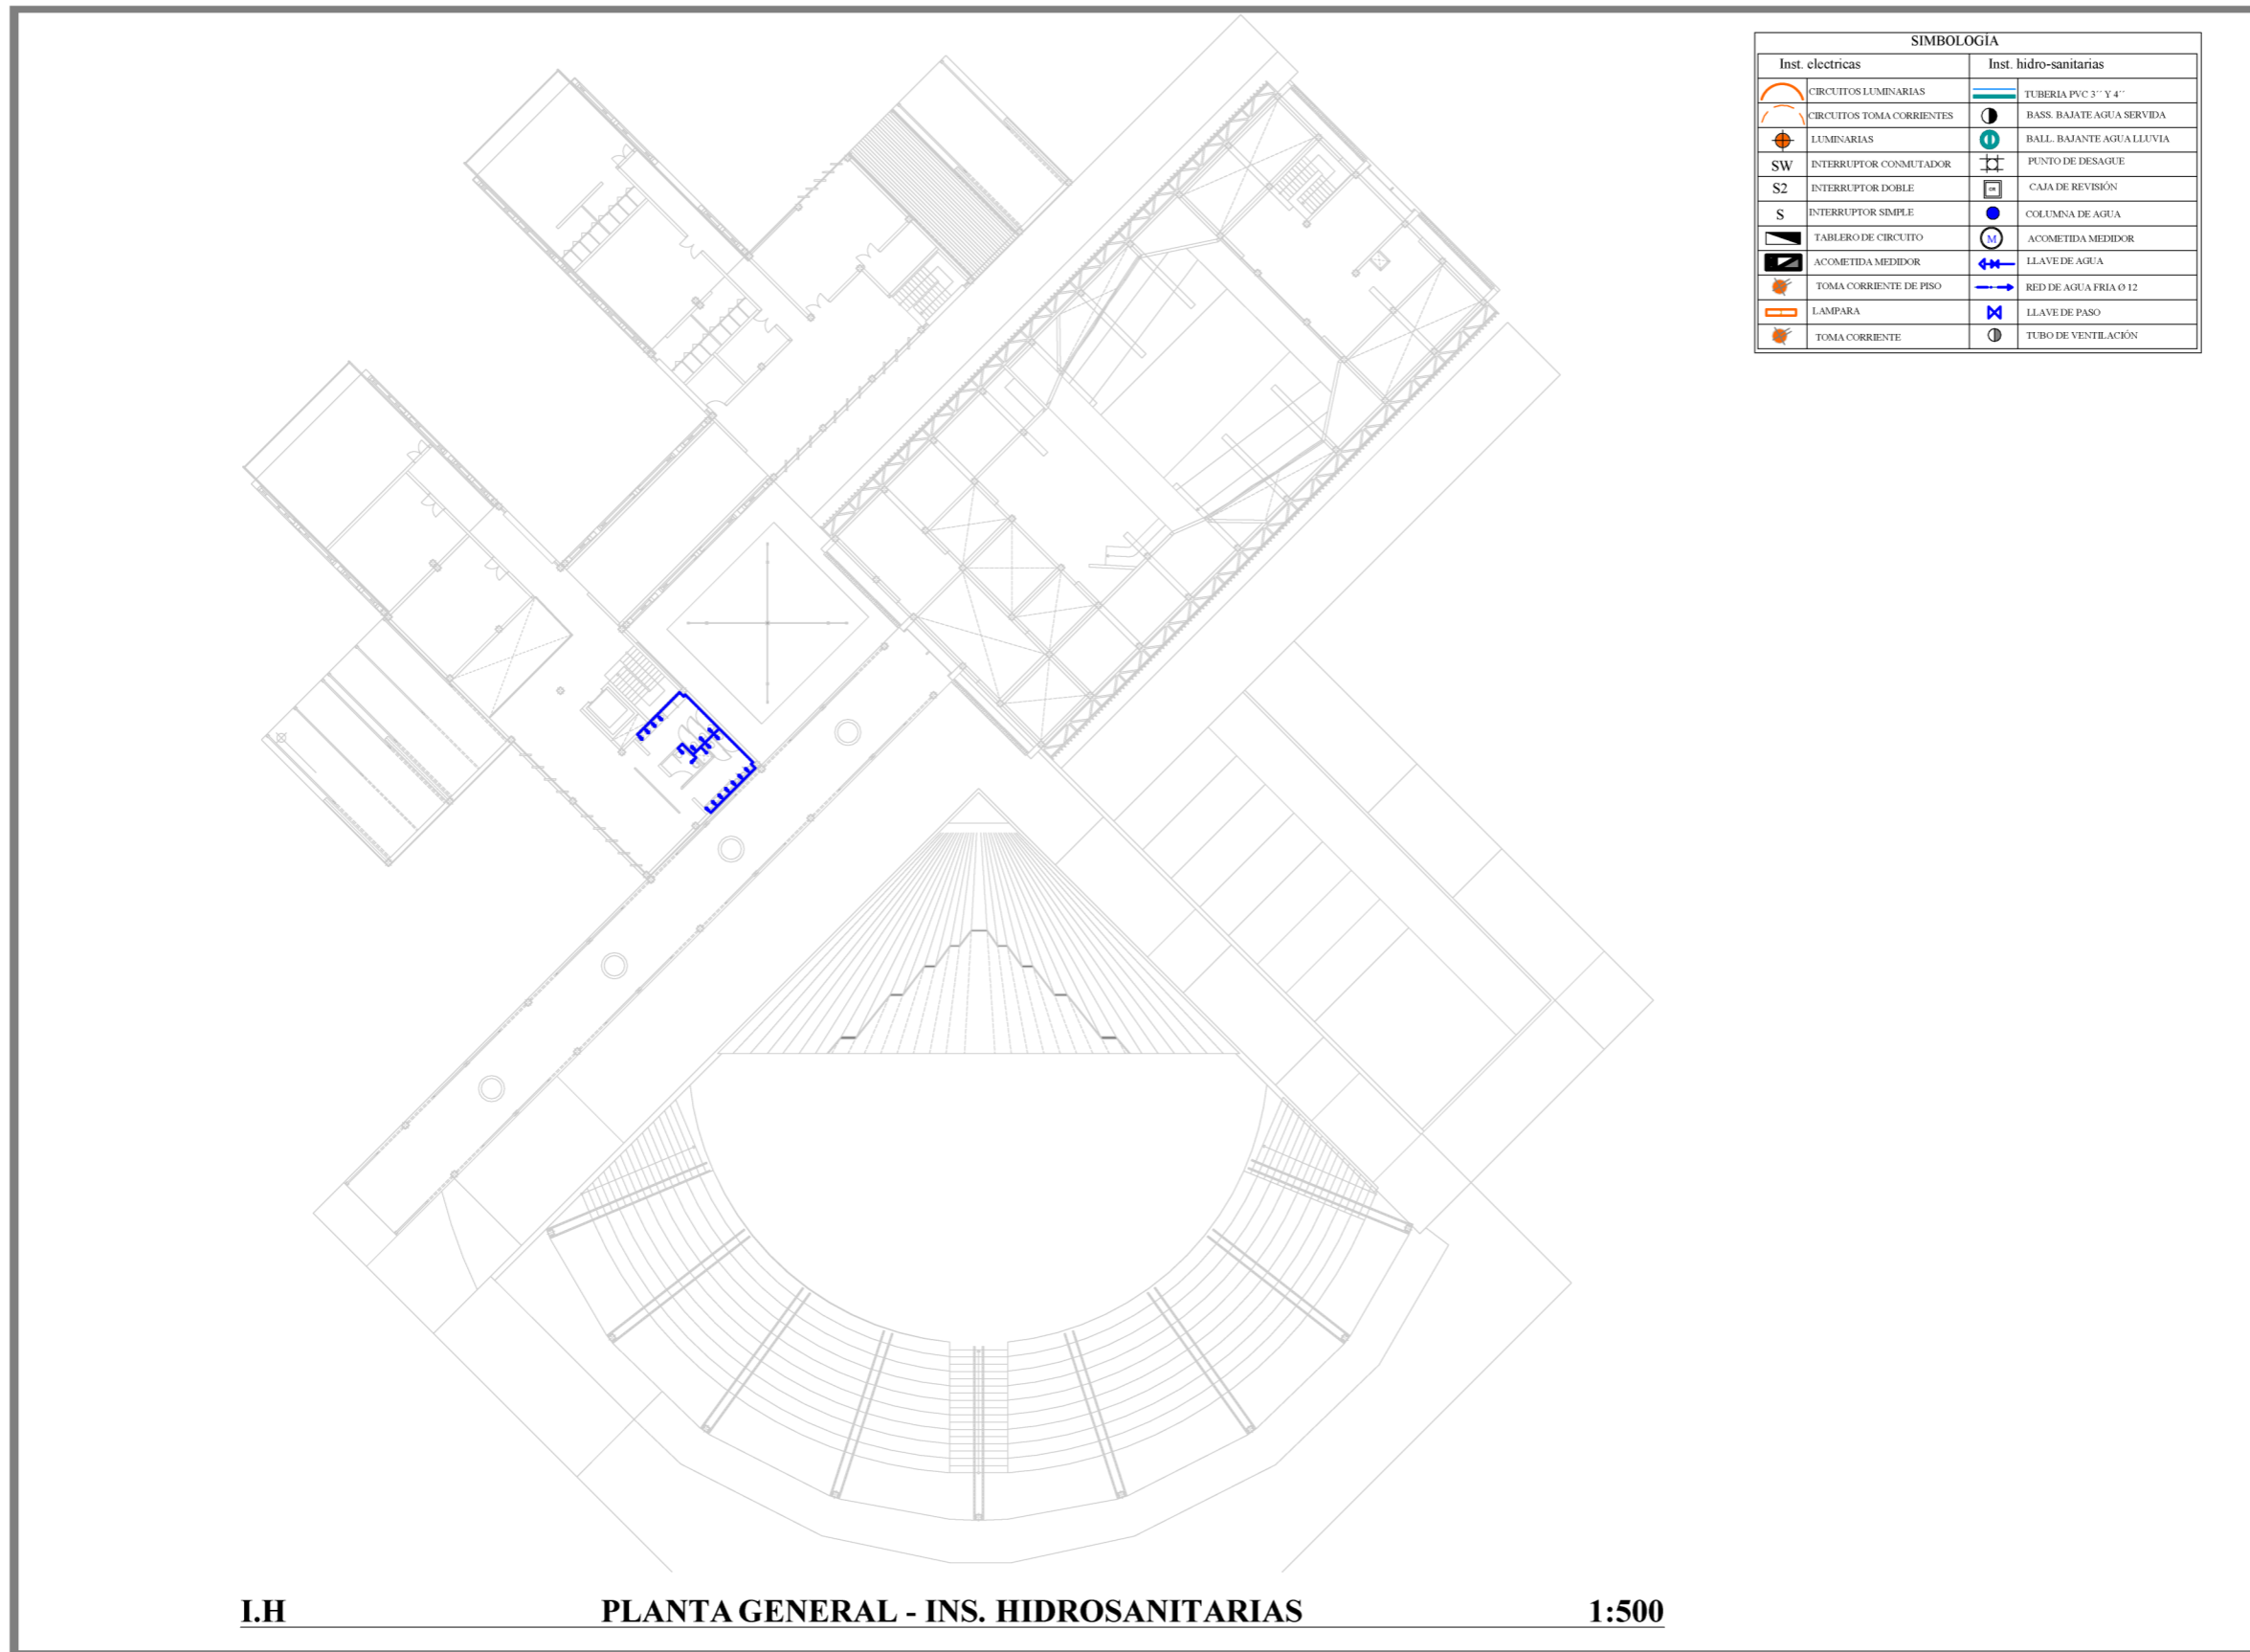 SIMBOLOGÍA
Inst. electricas Inst. hidro-sanitarias
CIRCUITOS LUMINARIAS TUBERIA PVC 3´´ Y 4´´
CIRCUITOS TOMA CORRIENTES BASS. BAJATE AGUA SERVIDA
LUMINARIAS BALL. BAJANTE AGUA LLUVIA
SW INTERRUPTOR CONMUTADOR PUNTO DE DESAGUE
S2 INTERRUPTOR DOBLE CR CAJA DE REVISIÓN
S INTERRUPTOR SIMPLE COLUMNA DE AGUA
TABLERO DE CIRCUITO M ACOMETIDA MEDIDOR
ACOMETIDA MEDIDOR LLAVE DE AGUA
TOMA CORRIENTE DE PISO RED DE AGUA FRIA Ø 12
LAMPARA LLAVE DE PASO
TOMA CORRIENTE TUBO DE VENTILACIÓN
I.H PLANTA GENERAL - INS. HIDROSANITARIAS 1:500